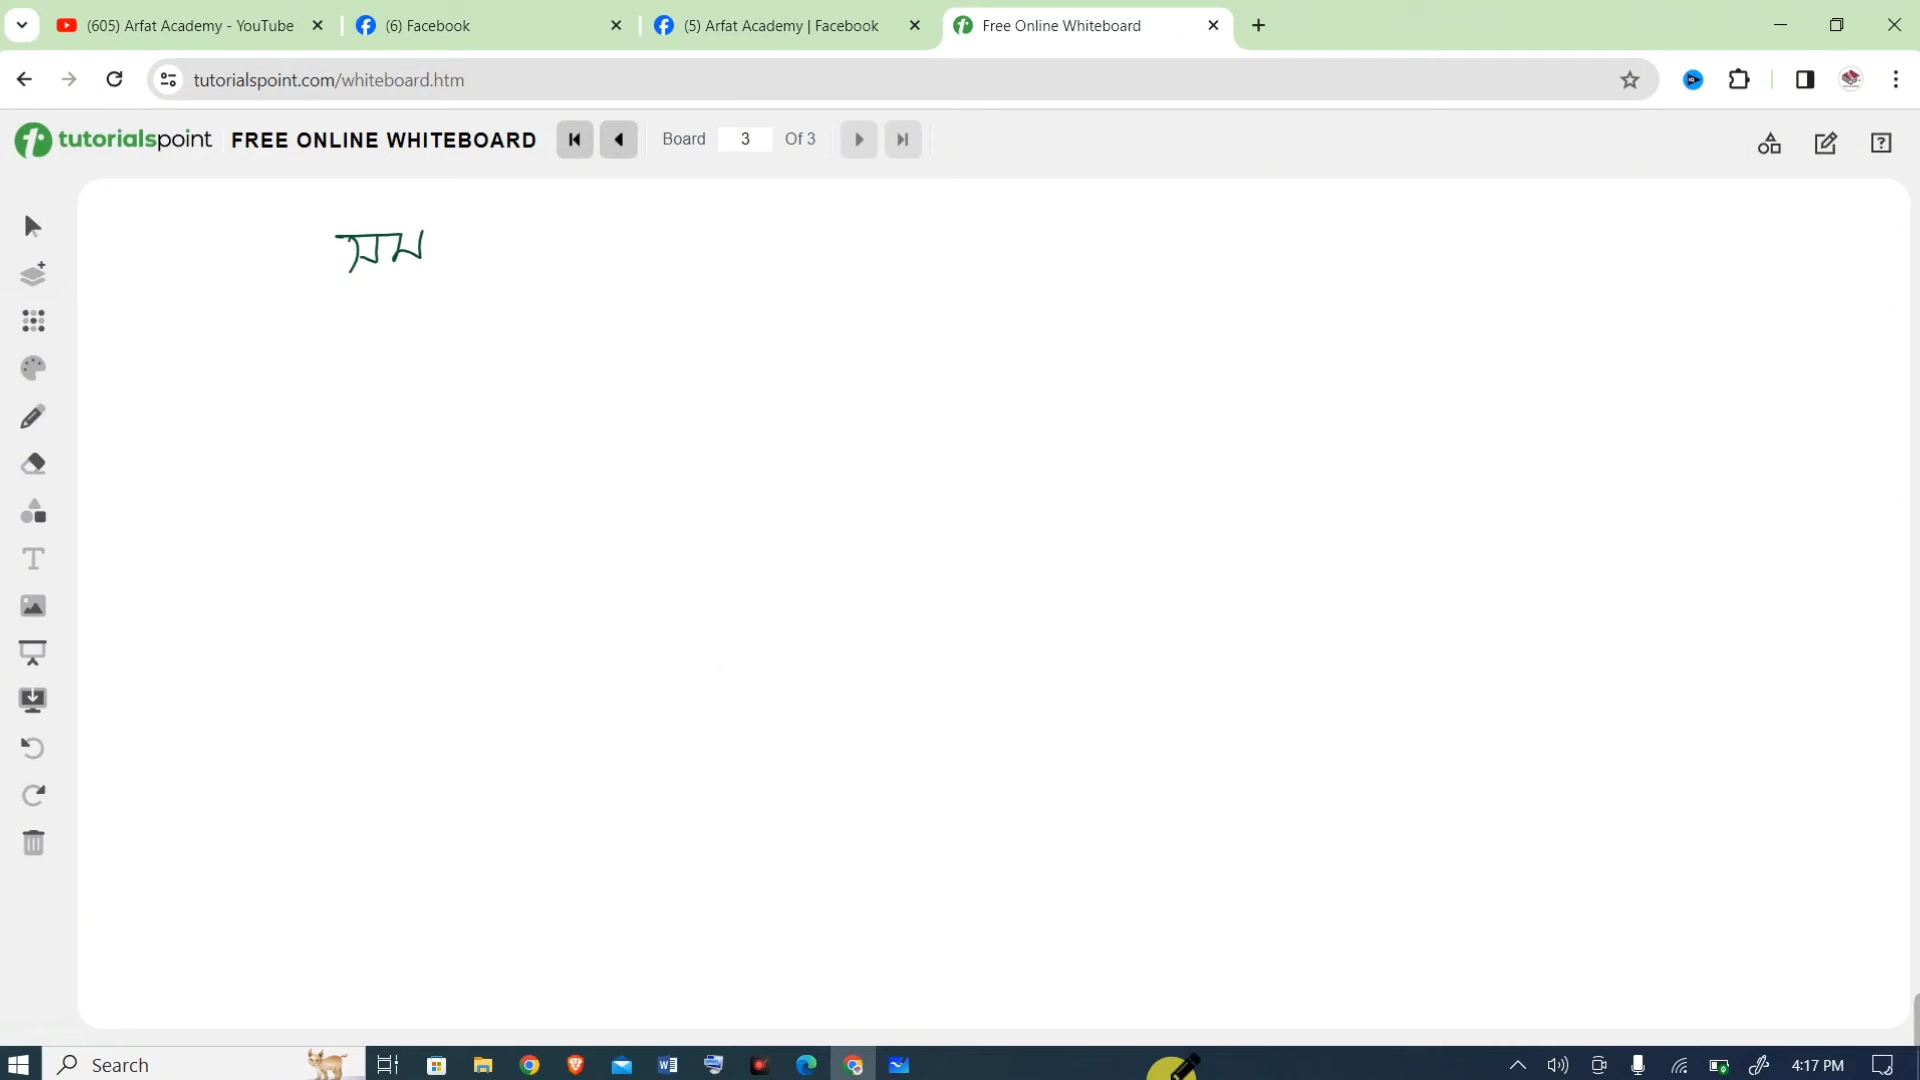 (605) Arfat Academy - YouTube
(6) Facebook
(5) Arfat Academy | Facebook
Free Online Whiteboard
tutorialspoint.com/whiteboard.htm
tutorialspoint
FREE ONLINE WHITEBOARD
Board 3 Of 3
Search
4:17 PM